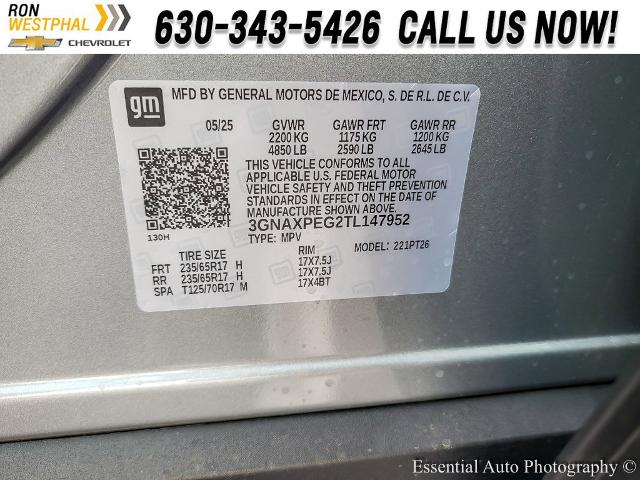 RON
WESTPHAL
CHEVROLET
630-343-5426 CALL US NOW!
gm
MFD BY GENERAL MOTORS DE MEXICO, S. DE R.L. DE C.V.
05/25 GVWR GAWR FRT GAWR RR
2200 KG 1175 KG 1200 KG
4850 LB 2590 LB 2645 LB
THIS VEHICLE CONFORMS TO ALL
APPLICABLE U.S. FEDERAL MOTOR
VEHICLE SAFETY AND THEFT PREVENTION
STANDARDS IN EFFECT ON THE DATE OF
MANUFACTURE SHOWN ABOVE.
3GNAXPEG2TL147952
130H
TYPE: MPV MODEL: 221PT26
TIRE SIZE RIM
FRT 235/65R17 H 17X7.5J
RR 235/65R17 H 17X7.5J
SPA T125/70R17 M 17X4BT
Essential Auto Photography ©